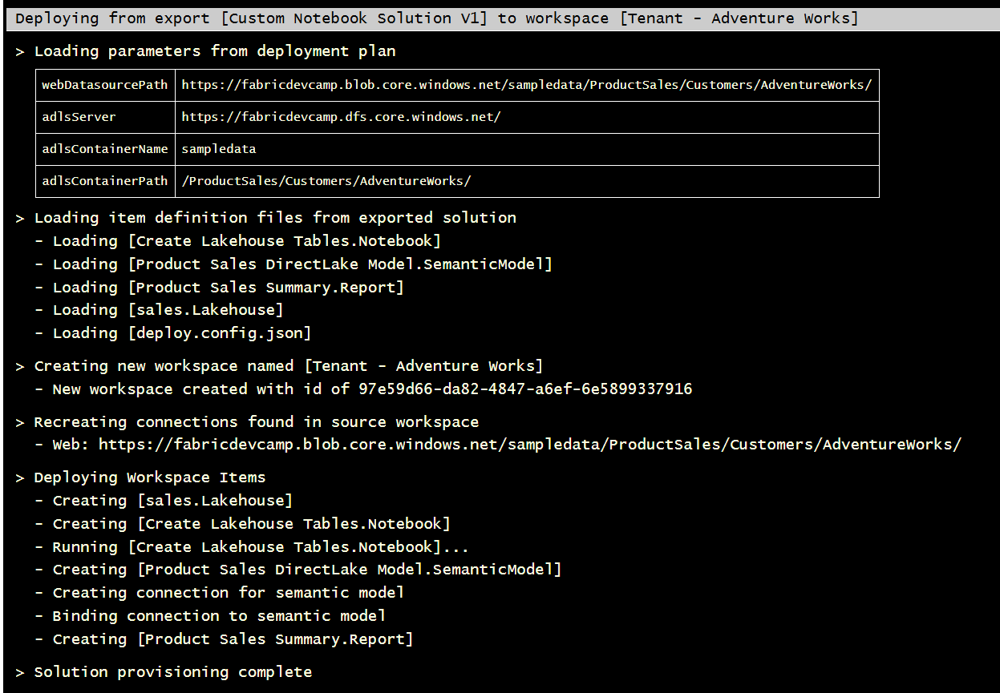 Deploying from export [Custom Notebook Solution V1] to workspace [Tenant - Adventure Works]
> Loading parameters from deployment plan
webDatasourcePath https://fabricdevcamp.blob.core.windows.net/sampledata/ProductSales/Customers/AdventureWorks/
adlsServer https://fabricdevcamp.dfs.core.windows.net/
adlsContainerName sampledata
adlsContainerPath /ProductSales/Customers/AdventureWorks/
> Loading item definition files from exported solution
- Loading [Create Lakehouse Tables.Notebook]
- Loading [Product Sales DirectLake Model.SemanticModel]
- Loading [Product Sales Summary.Report]
- Loading [sales.Lakehouse]
- Loading [deploy.config.json]
> Creating new workspace named [Tenant - Adventure Works]
- New workspace created with id of 97e59d66-da82-4847-a6ef-6e5899337916
> Recreating connections found in source workspace
- Web: https://fabricdevcamp.blob.core.windows.net/sampledata/ProductSales/Customers/AdventureWorks/
> Deploying Workspace Items
- Creating [sales.Lakehouse]
- Creating [Create Lakehouse Tables.Notebook]
- Running [Create Lakehouse Tables.Notebook]...
- Creating [Product Sales DirectLake Model.SemanticModel]
- Creating connection for semantic model
- Binding connection to semantic model
- Creating [Product Sales Summary.Report]
> Solution provisioning complete